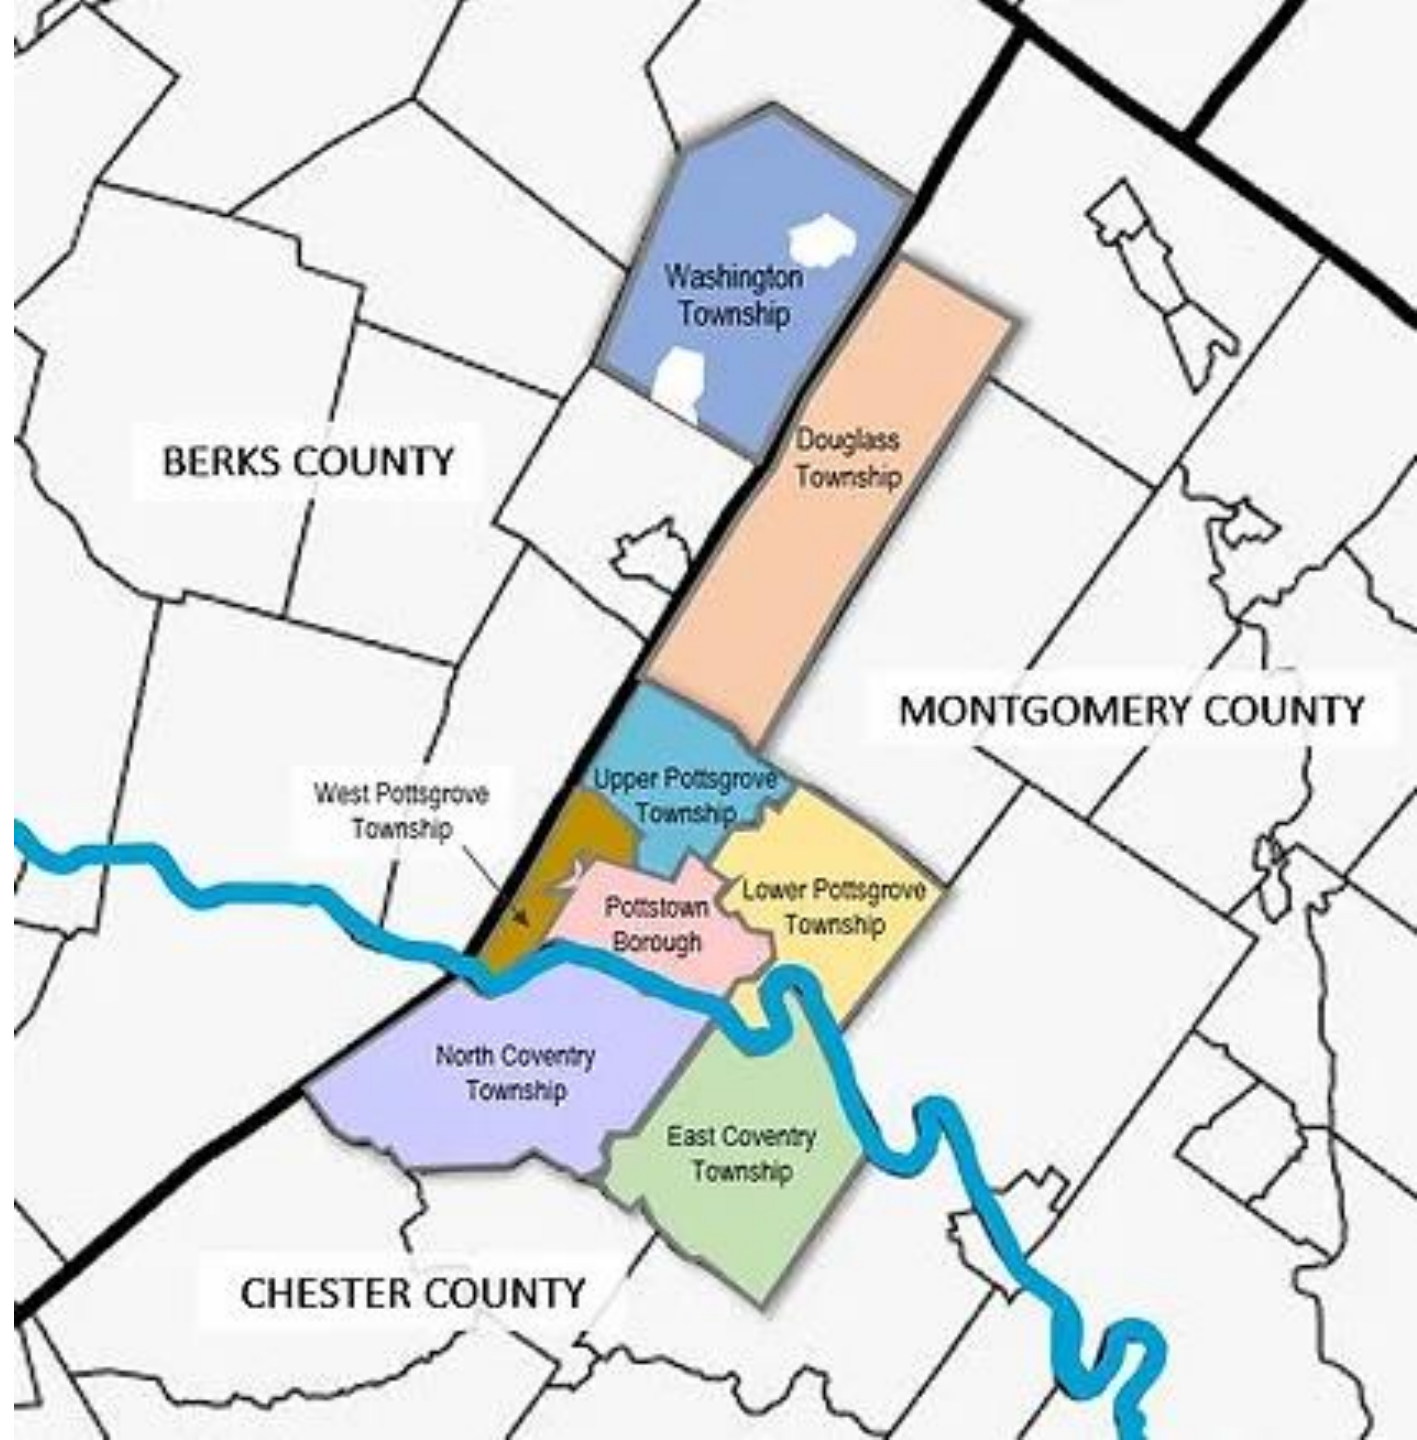 Washington
Township
Douglass
Township
BERKS COUNTY
MONTGOMERY COUNTY
West Pottsgrove
Township
Upper Pottsgrove
Township
Lower Pottsgrove
Township
Pottstown
Borough
North Coventry
Township
East Coventry
Township
CHESTER COUNTY